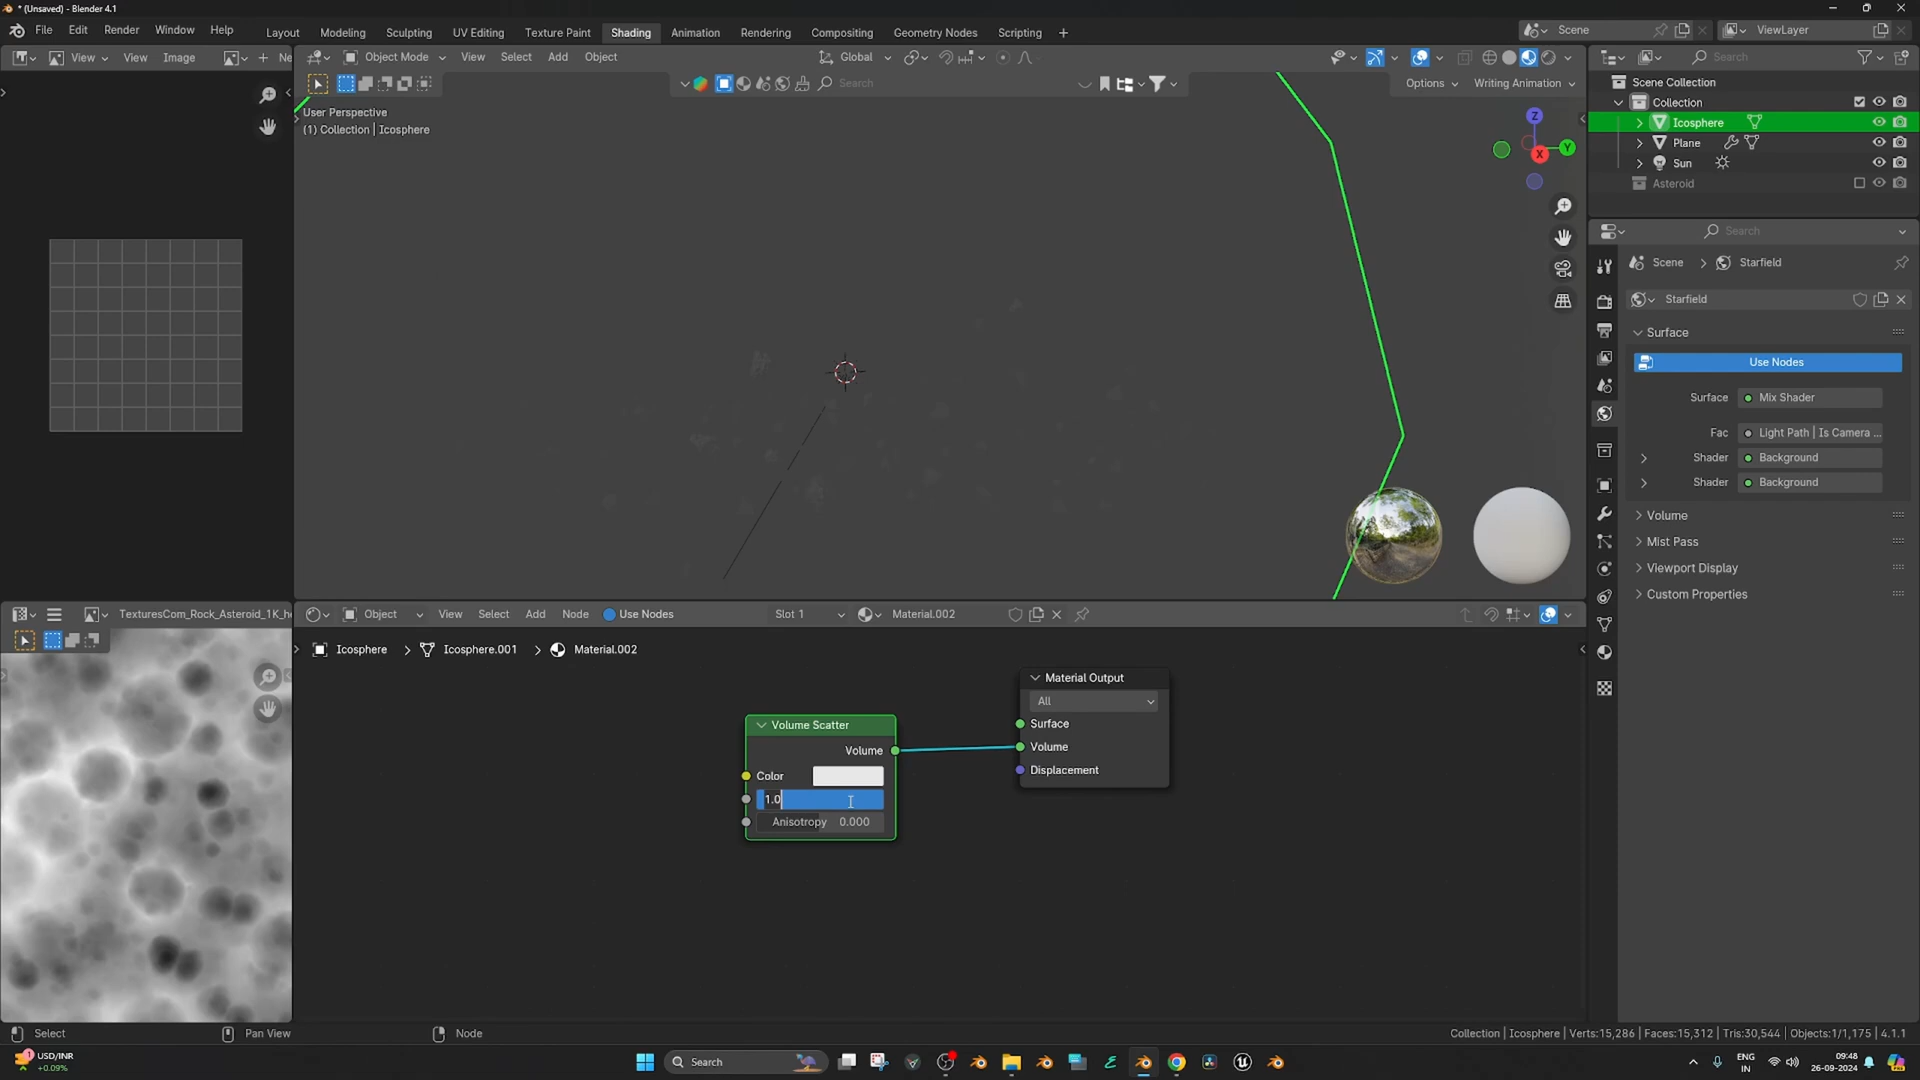 * (Unsaved) - Blender 4.1
File Edit Render Window Help
Layout Modeling Sculpting UV Editing Texture Paint Shading Animation Rendering Compositing Geometry Nodes Scripting +
Scene
ViewLayer
View View Image + Ne
Object Mode View Select Add Object
Global
Search
Search
Options Writing Animation
User Perspective
(1) Collection | Icosphere
Z
Y
X
Scene Collection
Collection
Icosphere
Plane
Sun
Asteroid
Search
Scene > Starfield
Starfield
Surface
Use Nodes
Surface Mix Shader
Fac Light Path | Is Camera ...
Shader Background
Shader Background
Volume
Mist Pass
Viewport Display
Custom Properties
TexturesCom_Rock_Asteroid_1K_he
Object View Select Add Node Use Nodes Slot 1 Material.002
Icosphere > Icosphere.001 > Material.002
Volume Scatter
Volume
Color
1.0
Anisotropy 0.000
Material Output
All
Surface
Volume
Displacement
Select Pan View Node
Collection | Icosphere | Verts:15,286 | Faces:15,312 | Tris:30,544 | Objects:1/1,175 | 4.1.1
1
USD/INR
+0.09%
Search
ENG
IN
09:48
26-09-2024